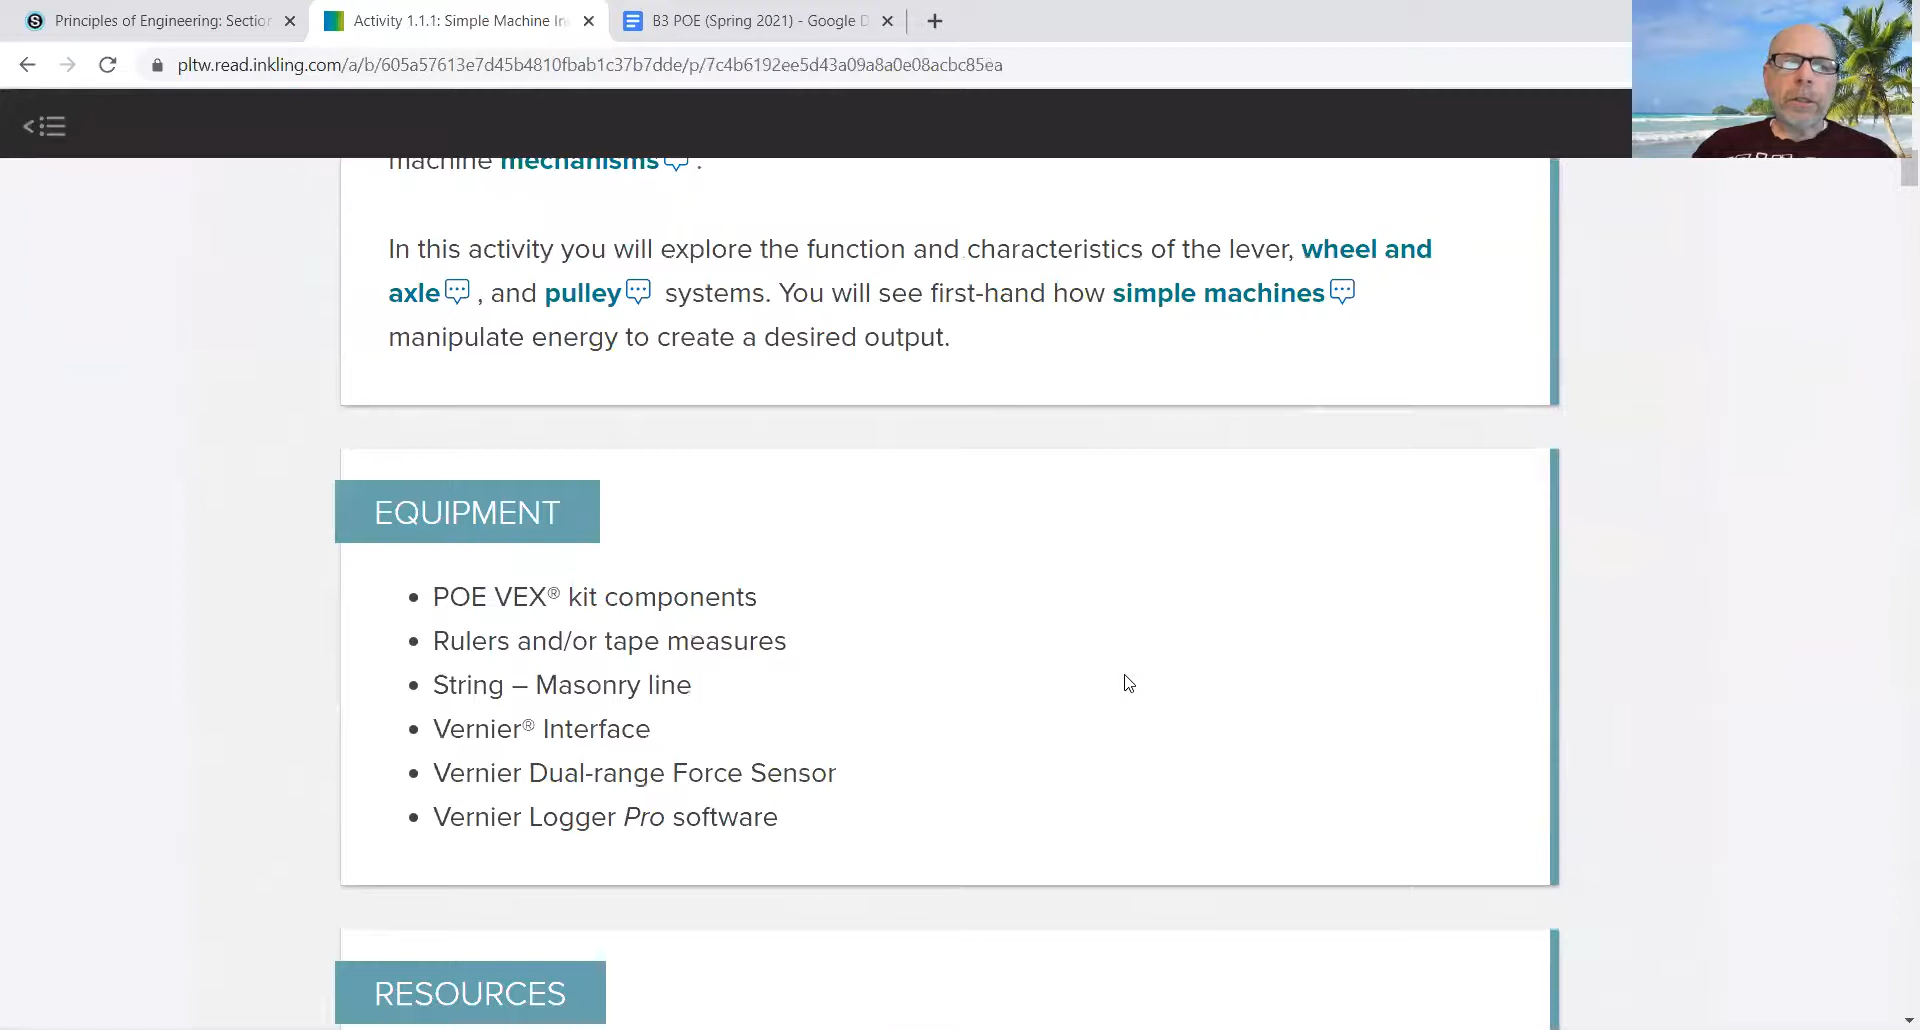 Principles of Engineering: Sectio
Activity 1.1.1: Simple Machine In
B3 POE (Spring 2021) - Google D
pltw.read.inkling.com/a/b/605a57613e7d45b4810fbab1c37b7dde/p/7c4b6192ee5d43a09a8a0e08acbc85ea
machine mechanisms .
In this activity you will explore the function and characteristics of the lever, wheel and
axle , and pulley systems. You will see first-hand how simple machines
manipulate energy to create a desired output.
EQUIPMENT
• POE VEX® kit components
• Rulers and/or tape measures
• String – Masonry line
• Vernier® Interface
• Vernier Dual-range Force Sensor
• Vernier Logger Pro software
RESOURCES